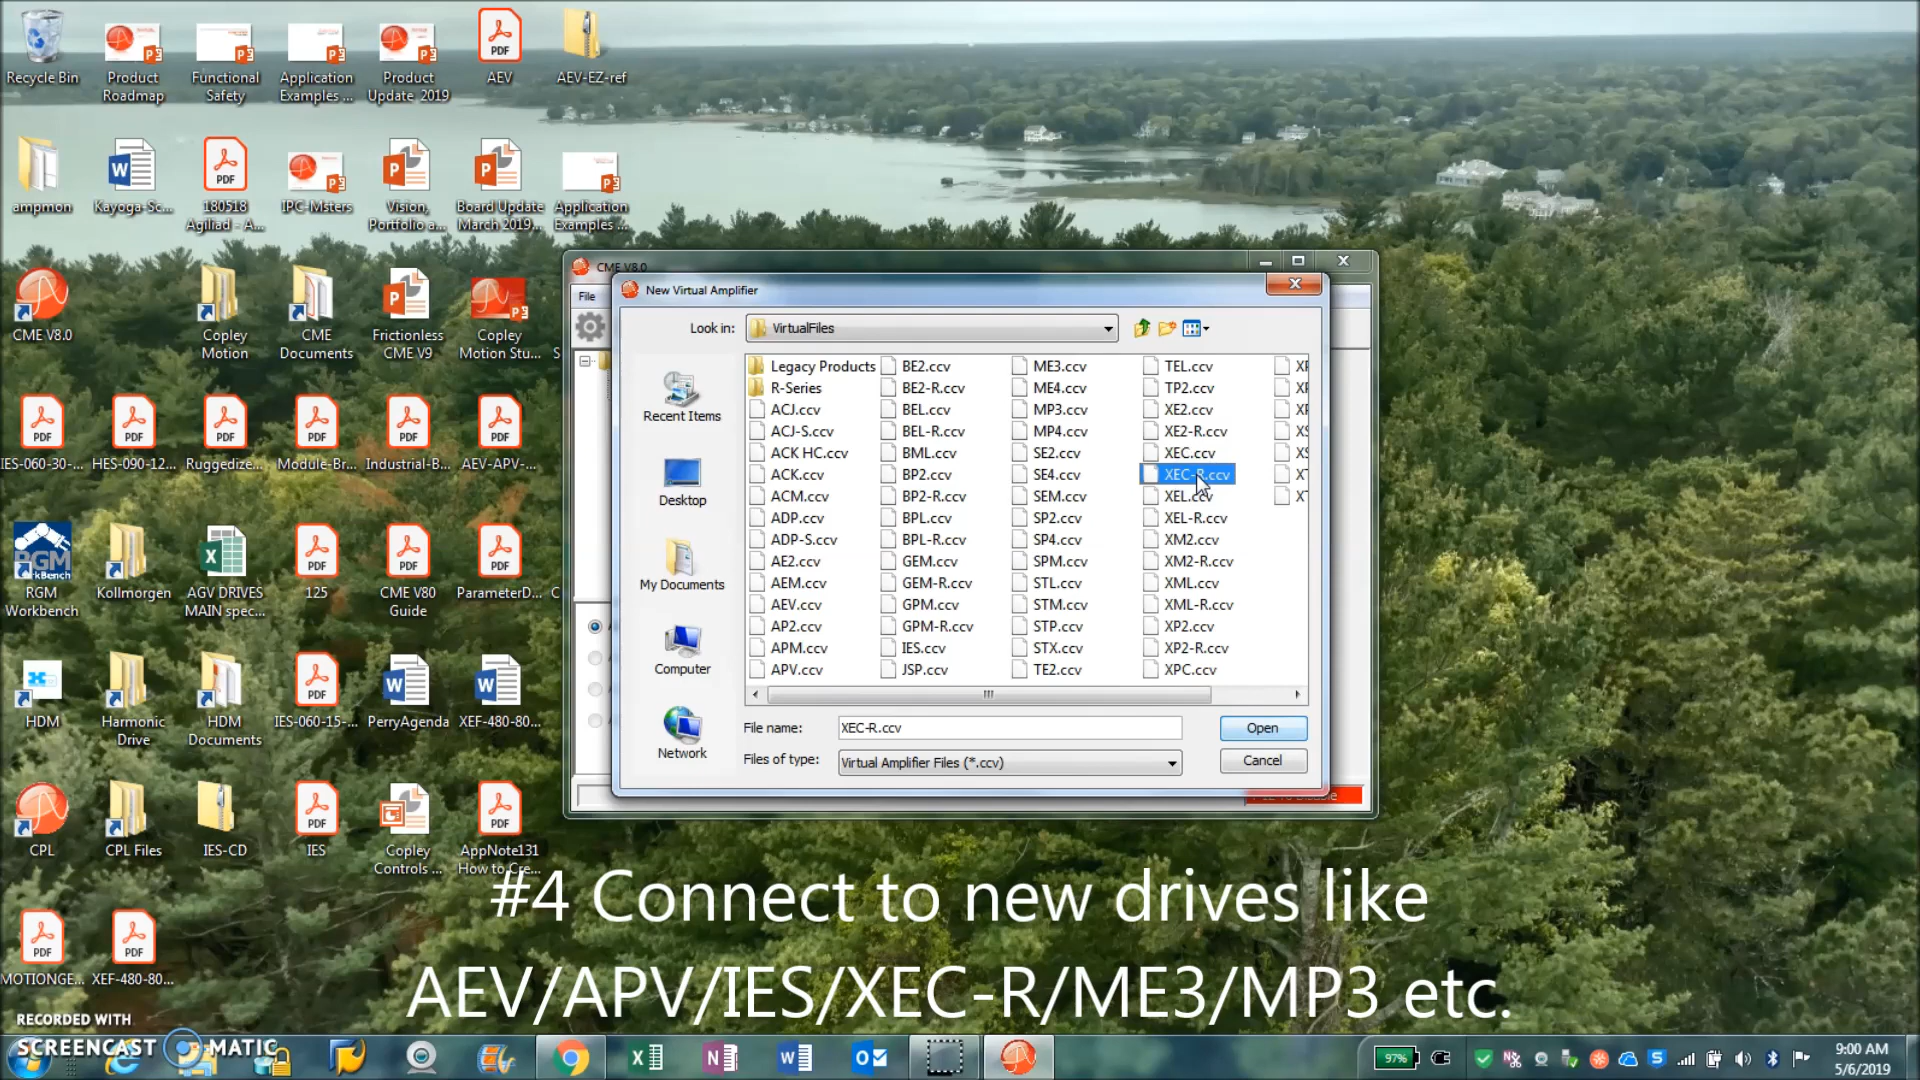 Recycle Bin
Product
Roadmap
Functional
Safety
Application
Examples ...
Product
Update_2019
AEV
AEV-EZ-ref
ampmon
Kayoga-Sc...
180518
Agiliad - A...
IPC-Msters
Vision,
Portfolio a...
Board Update
March 2019...
Application
Examples ...
CME V8.0
Copley
Motion
CME
Documents
Frictionless
CME V9
Copley
Motion Stu...
IES-060-30-...
HES-090-12...
Ruggedize...
Module-Br...
Industrial-B...
AEV-APV-...
RGM
Workbench
Kollmorgen
AGV DRIVES
MAIN spec...
125
CME V80
Guide
ParameterD...
HDM
Harmonic
Drive
HDM
Documents
IES-060-15-...
PerryAgenda
XEF-480-80...
CPL
CPL Files
IES-CD
IES
Copley
Controls ...
AppNote131
How to Cre...
MOTIONGE...
XEF-480-80...
CME V8.0
File
New Virtual Amplifier
Look in:
VirtualFiles
Recent Items
Desktop
My Documents
Computer
Network
Legacy Products
R-Series
ACJ.ccv
ACJ-S.ccv
ACK HC.ccv
ACK.ccv
ACM.ccv
ADP.ccv
ADP-S.ccv
AE2.ccv
AEM.ccv
AEV.ccv
AP2.ccv
APM.ccv
APV.ccv
BE2.ccv
BE2-R.ccv
BEL.ccv
BEL-R.ccv
BML.ccv
BP2.ccv
BP2-R.ccv
BPL.ccv
BPL-R.ccv
GEM.ccv
GEM-R.ccv
GPM.ccv
GPM-R.ccv
IES.ccv
JSP.ccv
ME3.ccv
ME4.ccv
MP3.ccv
MP4.ccv
SE2.ccv
SE4.ccv
SEM.ccv
SP2.ccv
SP4.ccv
SPM.ccv
STL.ccv
STM.ccv
STP.ccv
STX.ccv
TE2.ccv
TEL.ccv
TP2.ccv
XE2.ccv
XE2-R.ccv
XEC.ccv
XEC-R.ccv
XEL.ccv
XEL-R.ccv
XM2.ccv
XM2-R.ccv
XML.ccv
XML-R.ccv
XP2.ccv
XP2-R.ccv
XPC.ccv
File name:
XEC-R.ccv
Open
Files of type:
Virtual Amplifier Files (*.ccv)
Cancel
#4 Connect to new drives like
AEV/APV/IES/XEC-R/ME3/MP3 etc.
RECORDED WITH
SCREENCAST MATIC
97%
9:00 AM
5/6/2019